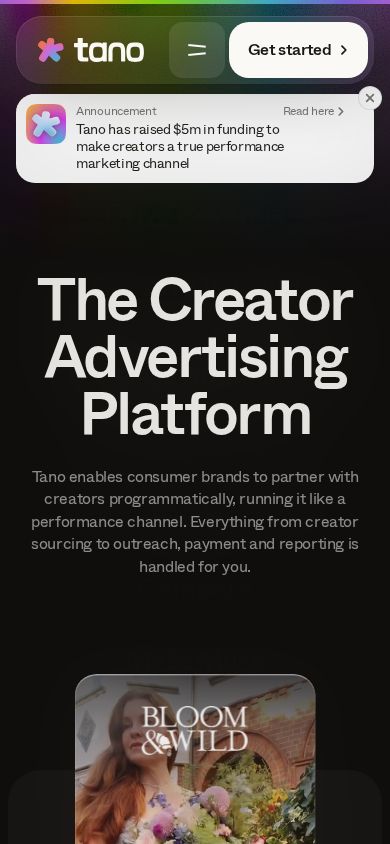 tano
Get started
Announcement
Read here
Tano has raised $5m in funding to
make creators a true performance
marketing channel
The Creator
Advertising
Platform
Tano enables consumer brands to partner with
creators programmatically, running it like a
performance channel. Everything from creator
sourcing to outreach, payment and reporting is
handled for you.
BLOOM
&WILD